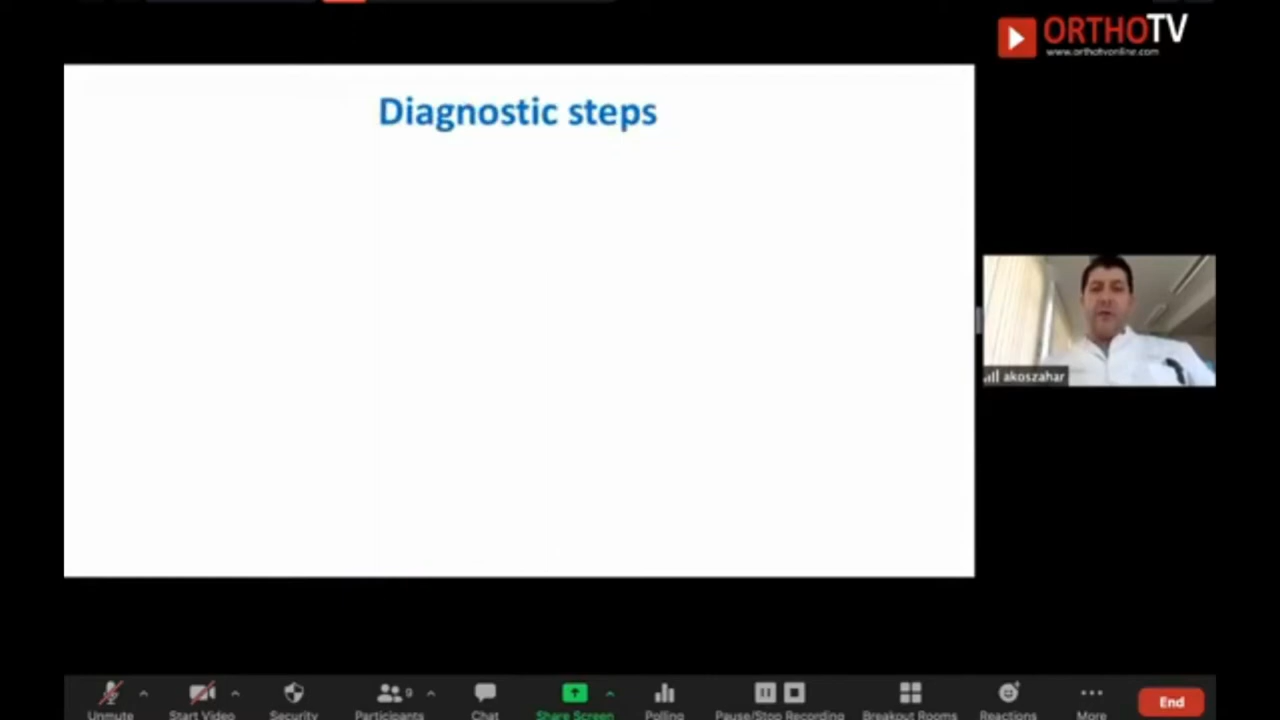 ORTHOTV
www.orthotvonline.com
Diagnostic steps
akoszahar
9
Unmute
Start Video
Security
Participants
Chat
Share Screen
Polling
Pause/Stop Recording
Breakout Rooms
Reactions
More
End